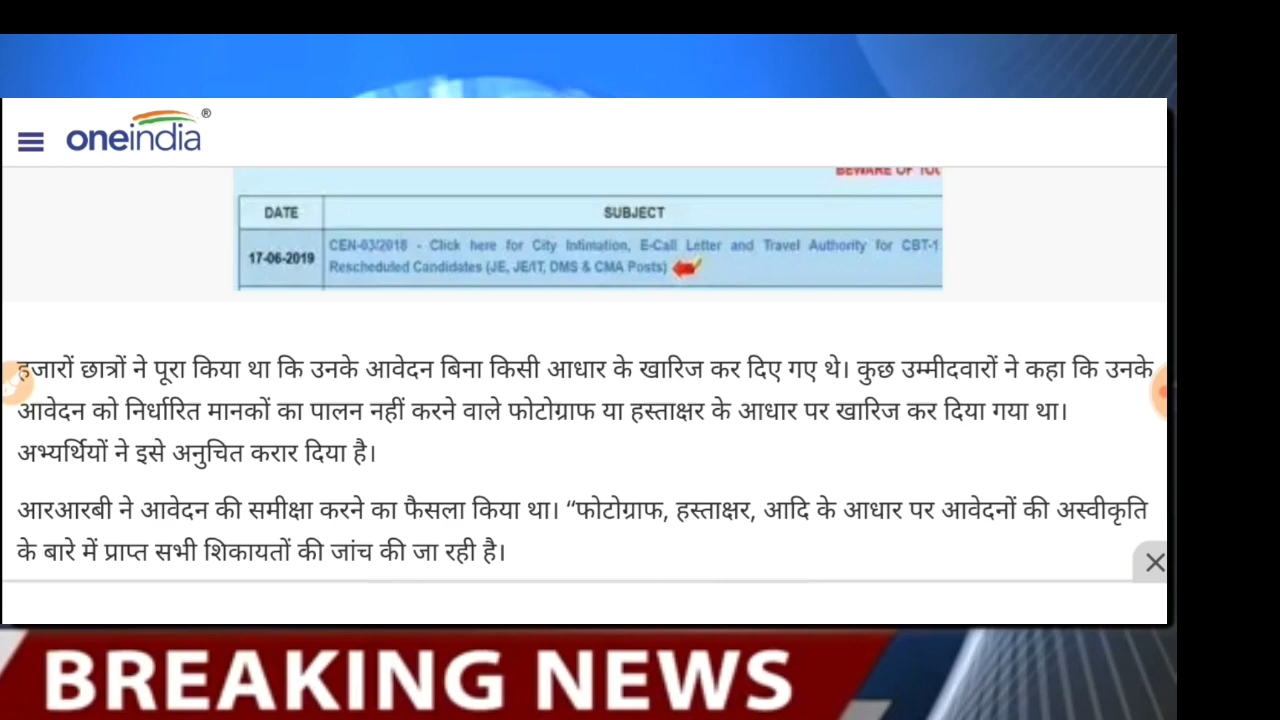 oneindia®
BEWARE OF TOU
DATE SUBJECT
17-06-2019 CEN-03/2018 - Click here for City Intimation, E-Call Letter and Travel Authority for CBT-1
Rescheduled Candidates (JE, JE/IT, DMS & CMA Posts)
हजारों छात्रों ने पूरा किया था कि उनके आवेदन बिना किसी आधार के खारिज कर दिए गए थे। कुछ उम्मीदवारों ने कहा कि उनके
आवेदन को निर्धारित मानकों का पालन नहीं करने वाले फोटोग्राफ या हस्ताक्षर के आधार पर खारिज कर दिया गया था।
अभ्यर्थियों ने इसे अनुचित करार दिया है।
आरआरबी ने आवेदन की समीक्षा करने का फैसला किया था। “फोटोग्राफ, हस्ताक्षर, आदि के आधार पर आवेदनों की अस्वीकृति
के बारे में प्राप्त सभी शिकायतों की जांच की जा रही है।
BREAKING NEWS